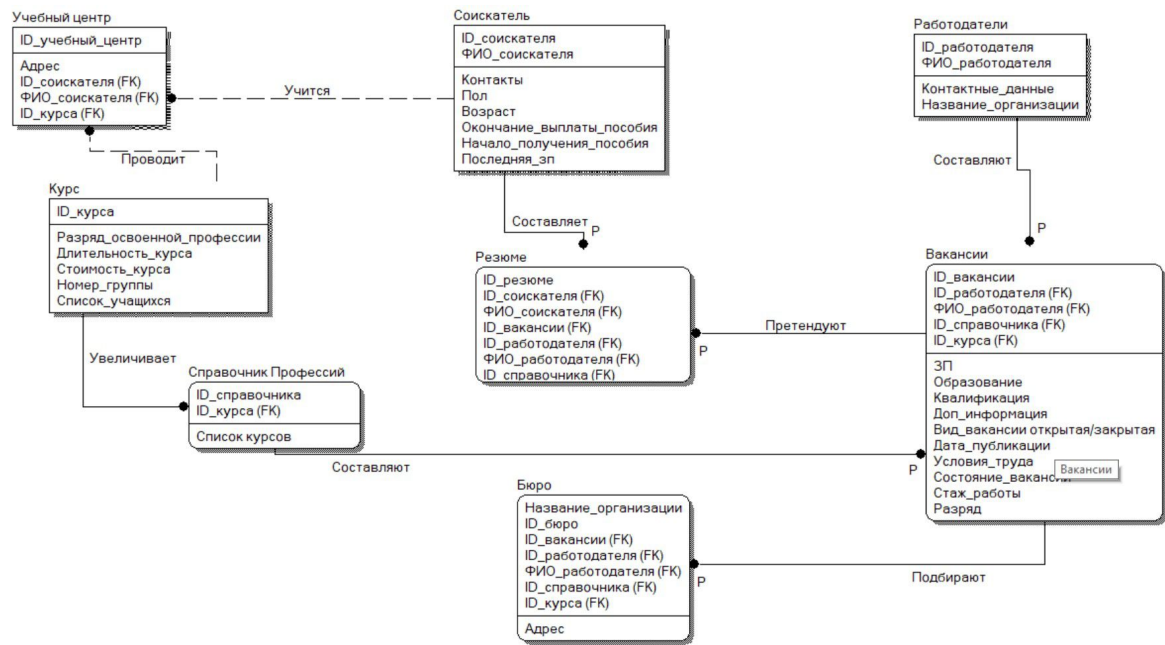 Учебный центр
ID_учебный_центр
Адрес
ID_соискателя (FK)
ФИО_соискателя (FK)
ID_курса (FK)
Учится
Соискатель
ID_соискателя
ФИО_соискателя
Контакты
Пол
Возраст
Окончание_выплаты_пособия
Начало_получения_пособия
Последняя_зп
Работодатели
ID_работодателя
ФИО_работодателя
Контактные_данные
Название_организации
Проводит
Составляют
Курс
ID_курса
Разряд_освоенной_профессии
Длительность_курса
Стоимость_курса
Номер_группы
Список_учащихся
Составляет
P
P
Резюме
ID_резюме
ID_соискателя (FK)
ФИО_соискателя (FK)
ID_вакансии (FK)
ID_работодателя (FK)
ФИО_работодателя (FK)
ID_справочника (FK)
Претендуют
P
Вакансии
ID_вакансии
ID_работодателя (FK)
ФИО_работодателя (FK)
ID_справочника (FK)
ID_курса (FK)
ЗП
Образование
Квалификация
Доп_информация
Вид_вакансии открытая/закрытая
Дата_публикации
Условия_труда
Состояние_вакансии
Стаж_работы
Разряд
Вакансии
Увеличивает
Справочник Профессий
ID_справочника
ID_курса (FK)
Список курсов
Составляют
P
Бюро
Название_организации
ID_бюро
ID_вакансии (FK)
ID_работодателя (FK)
ФИО_работодателя (FK)
ID_справочника (FK)
ID_курса (FK)
Адрес
P
Подбирают